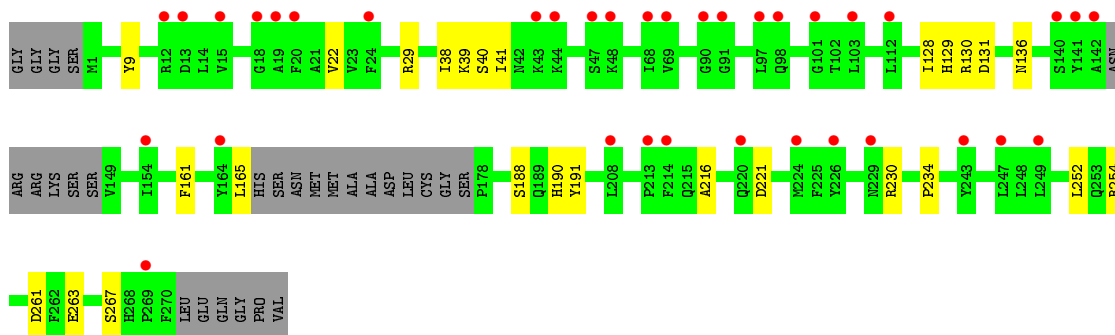 GLY GLY GLY SER M1 Y9 R12 D13 L14 V15 G18 A19 F20 A21 V22 V23 F24 R29 I38 K39 S40 I41 N42 K43 K44 S47 K48 I68 V69 G90 G91 L97 Q98 G101 T102 L103 L112 I128 H129 R130 D131 N136 S140 Y141 A142 ASN
ARG ARG LYS SER SER V149 I154 F161 Y164 L165 HIS SER ASN MET MET ALA ALA ASP LEU CYS GLY SER P178 S188 Q189 H190 Y191 L208 P213 F214 Q215 A216 Q220 D221 M224 F225 Y226 N229 R230 P234 Y243 L247 L248 L249 L252 Q253
D261 F262 E263 S267 H268 P269 F270 LEU GLU GLN GLY PRO VAL